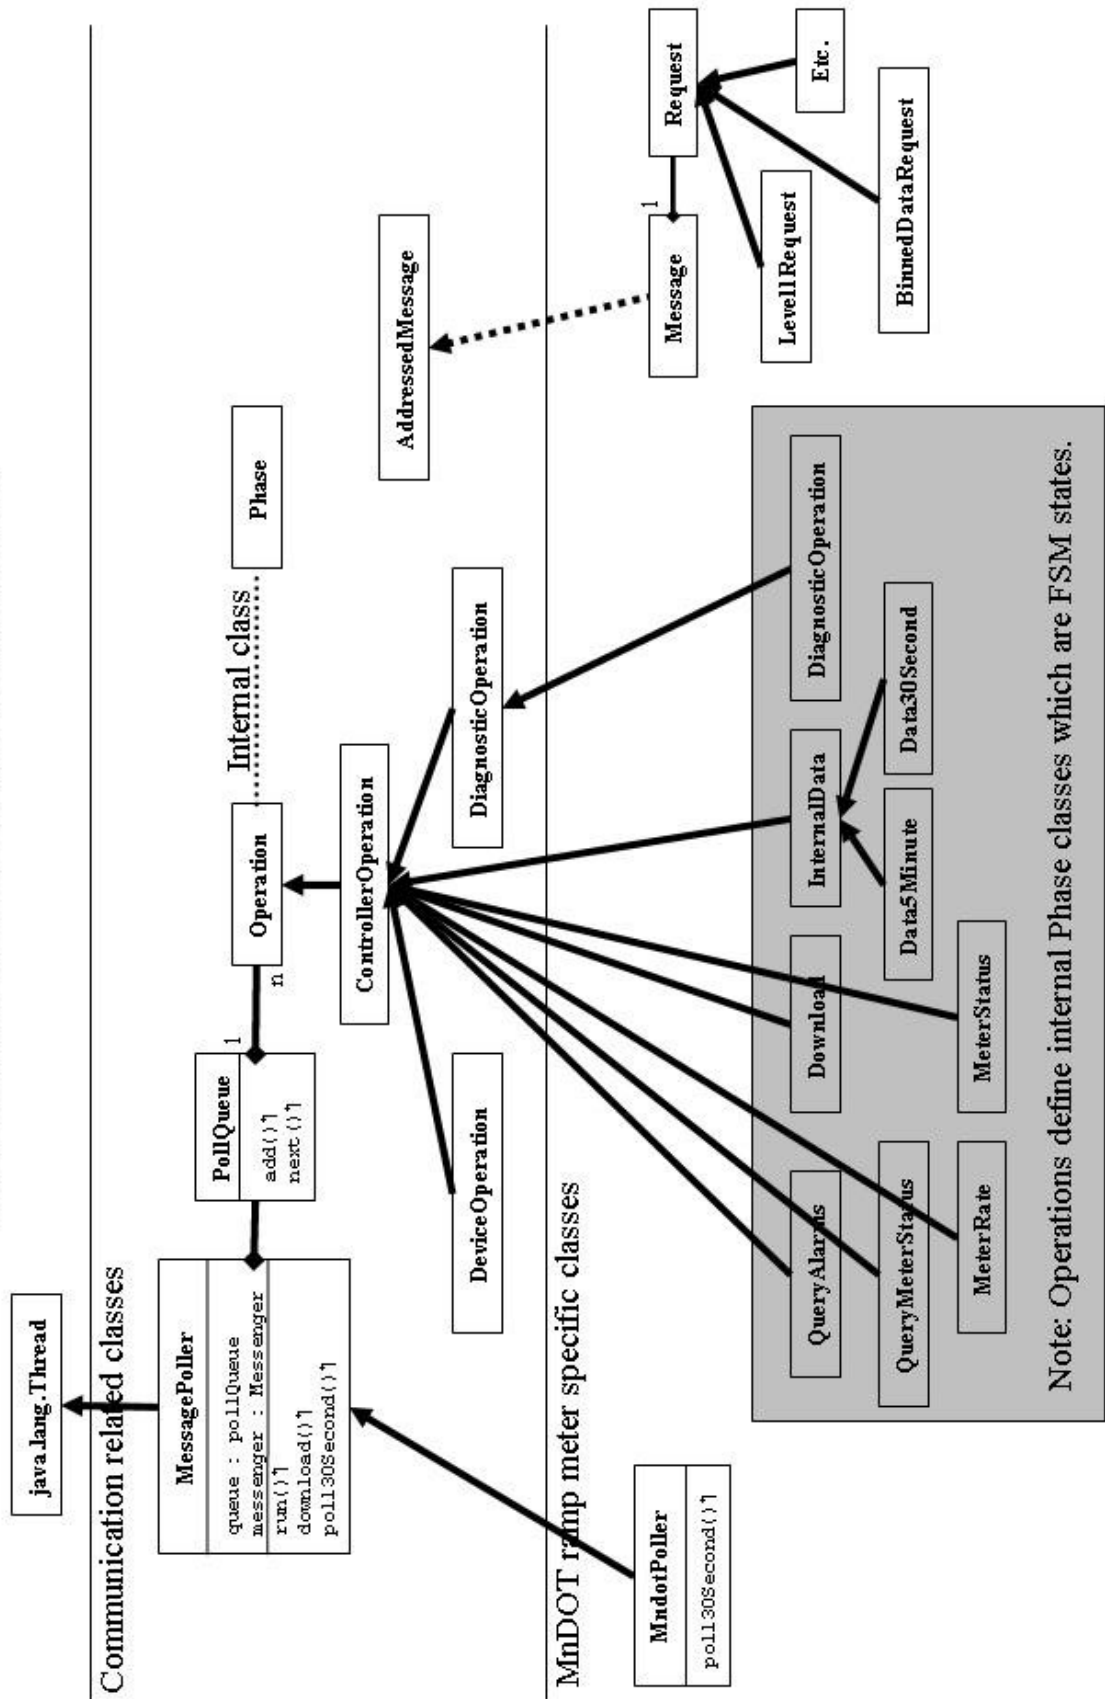 java.lang.Thread
Communication related classes
MessagePoller
queue : pollQueue
messenger : Messenger
run()
download()
poll30Second()
PollQueue
add()
next()
1
n
Operation
Internal class
Phase
ControllerOperation
DeviceOperation
DiagnosticOperation
AddressedMessage
MnDOT ramp meter specific classes
MndotPoller
poll30Second()
Message
1
Request
Level1Request
Etc.
BinnedDataRequest
QueryAlarms
Download
InternalData
DiagnosticOperation
QueryMeterStatus
Data5Minute
Data30Second
MeterRate
MeterStatus
Note: Operations define internal Phase classes which are FSM states.